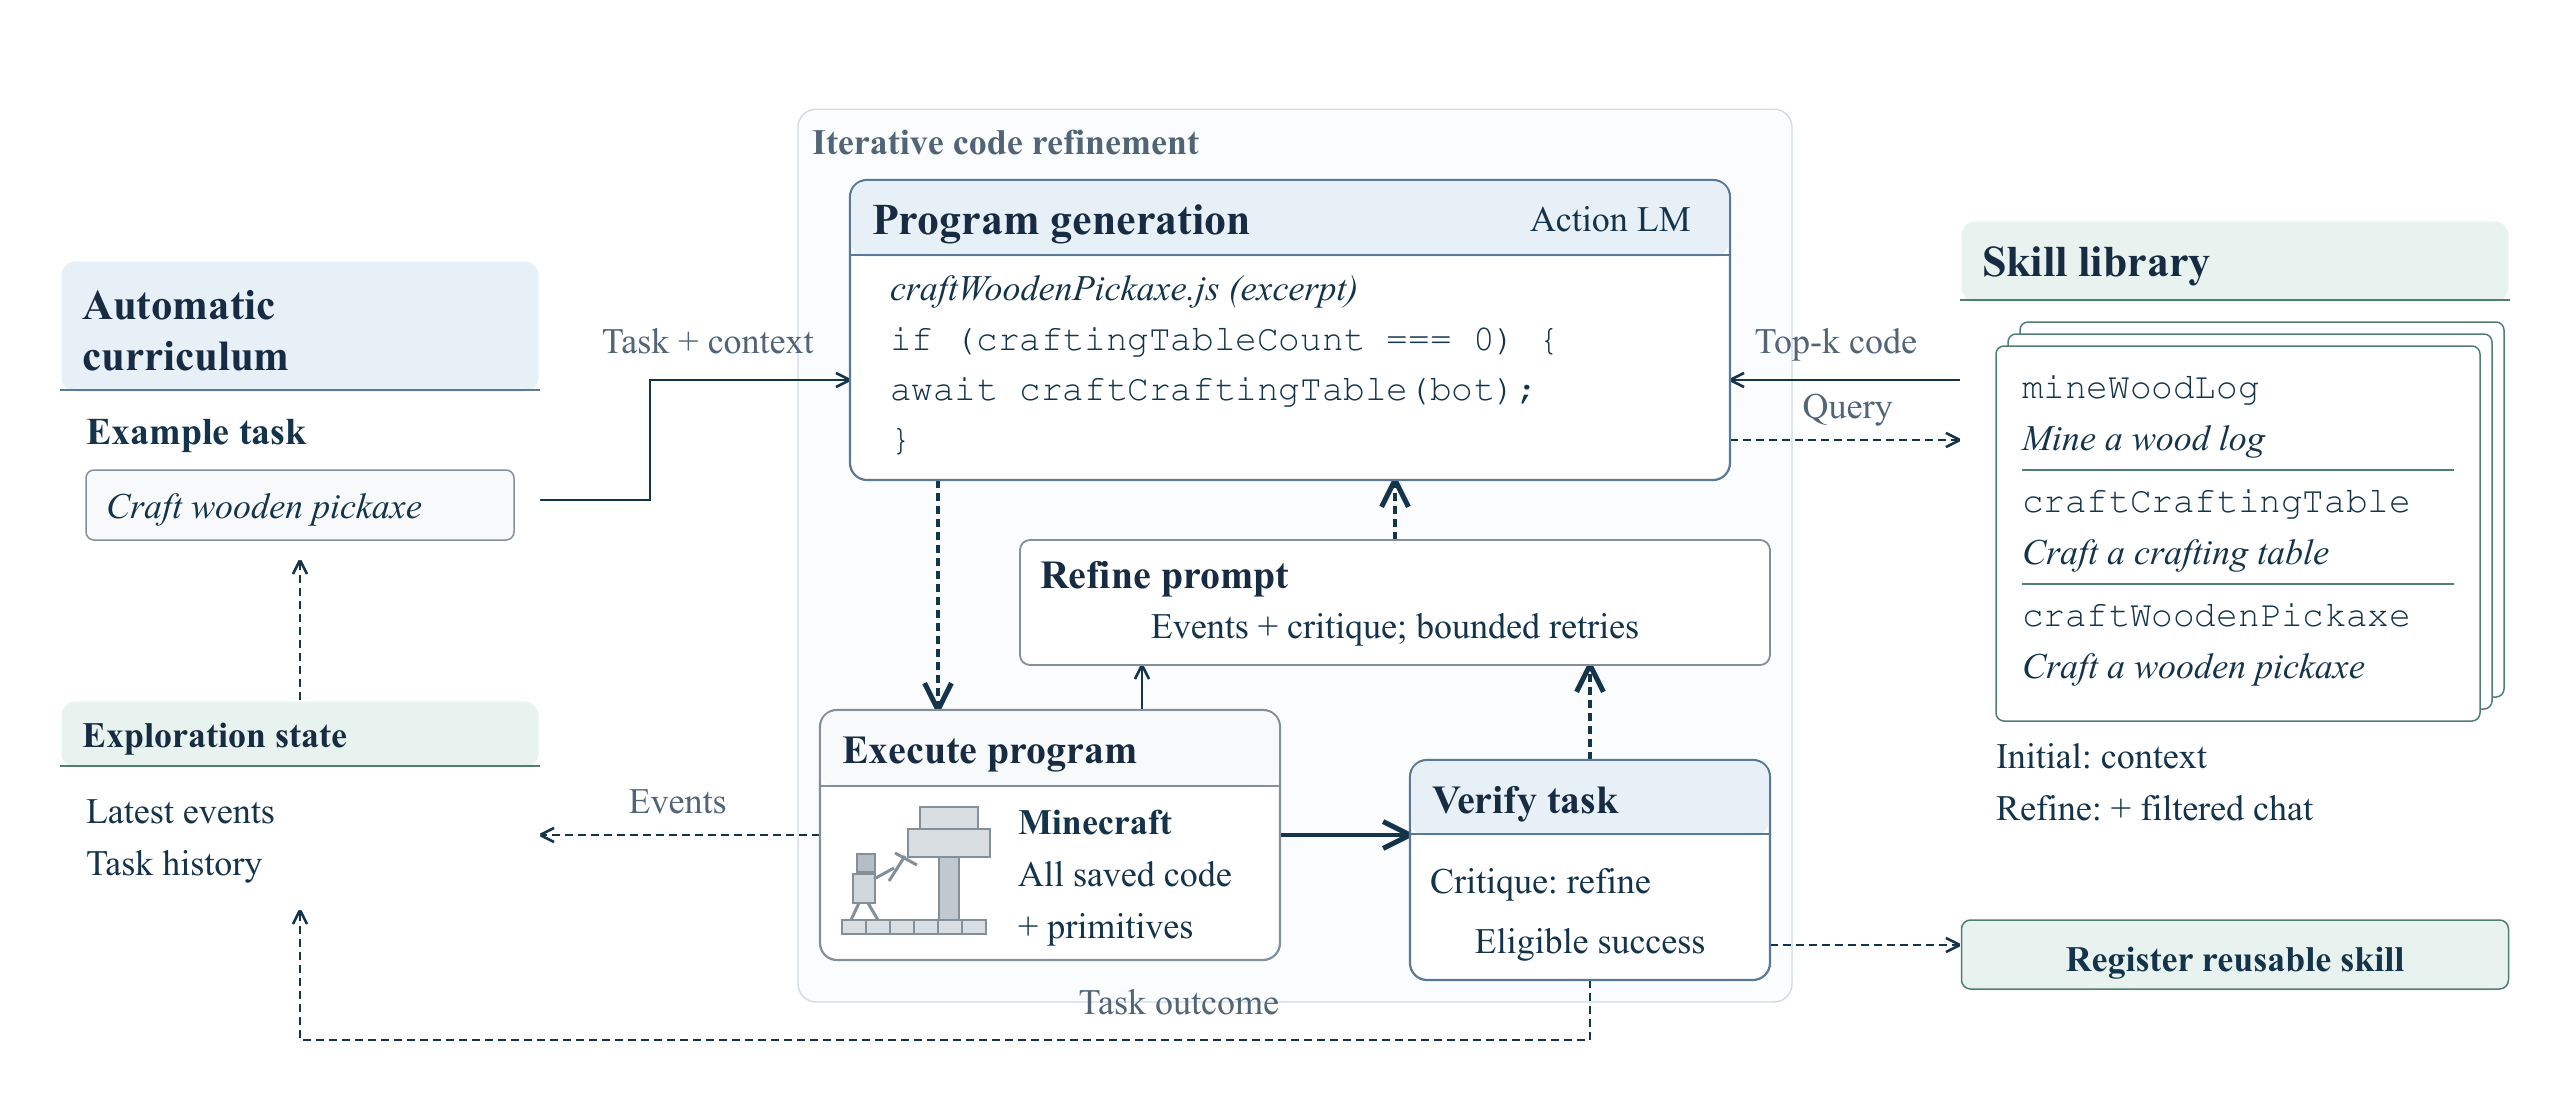 Iterative code refinement
Program generation
Action LM
craftWoodenPickaxe.js (excerpt)
if (craftingTableCount === 0) {
await craftCraftingTable(bot);
}
Automatic
curriculum
Example task
Craft wooden pickaxe
Task + context
Top-k code
Query
Skill library
mineWoodLog
Mine a wood log
craftCraftingTable
Craft a crafting table
craftWoodenPickaxe
Craft a wooden pickaxe
Initial: context
Refine: + filtered chat
Refine prompt
Events + critique; bounded retries
Exploration state
Latest events
Task history
Events
Execute program
Minecraft
All saved code
+ primitives
Verify task
Critique: refine
Eligible success
Register reusable skill
Task outcome